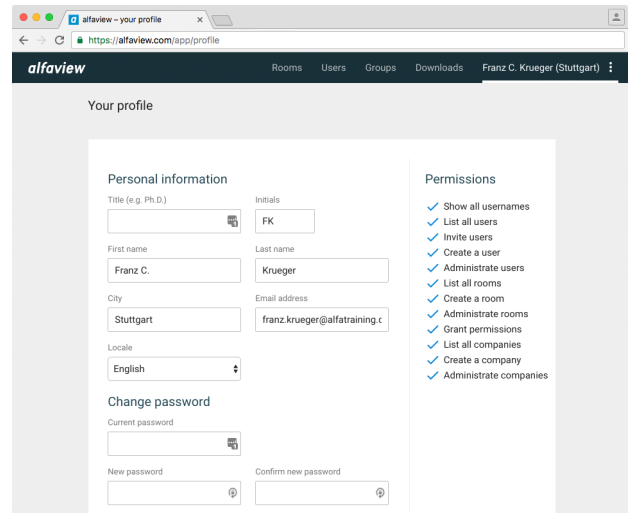 alfaview – your profile
https://alfaview.com/app/profile
alfaview
Rooms Users Groups Downloads Franz C. Krueger (Stuttgart)
Your profile
Personal information
Title (e.g. Ph.D.) Initials
FK
First name Last name
Franz C. Krueger
City Email address
Stuttgart franz.krueger@alfatraining.c
Locale
English
Change password
Current password
New password Confirm new password
Permissions
Show all usernames
List all users
Invite users
Create a user
Administrate users
List all rooms
Create a room
Administrate rooms
Grant permissions
List all companies
Create a company
Administrate companies